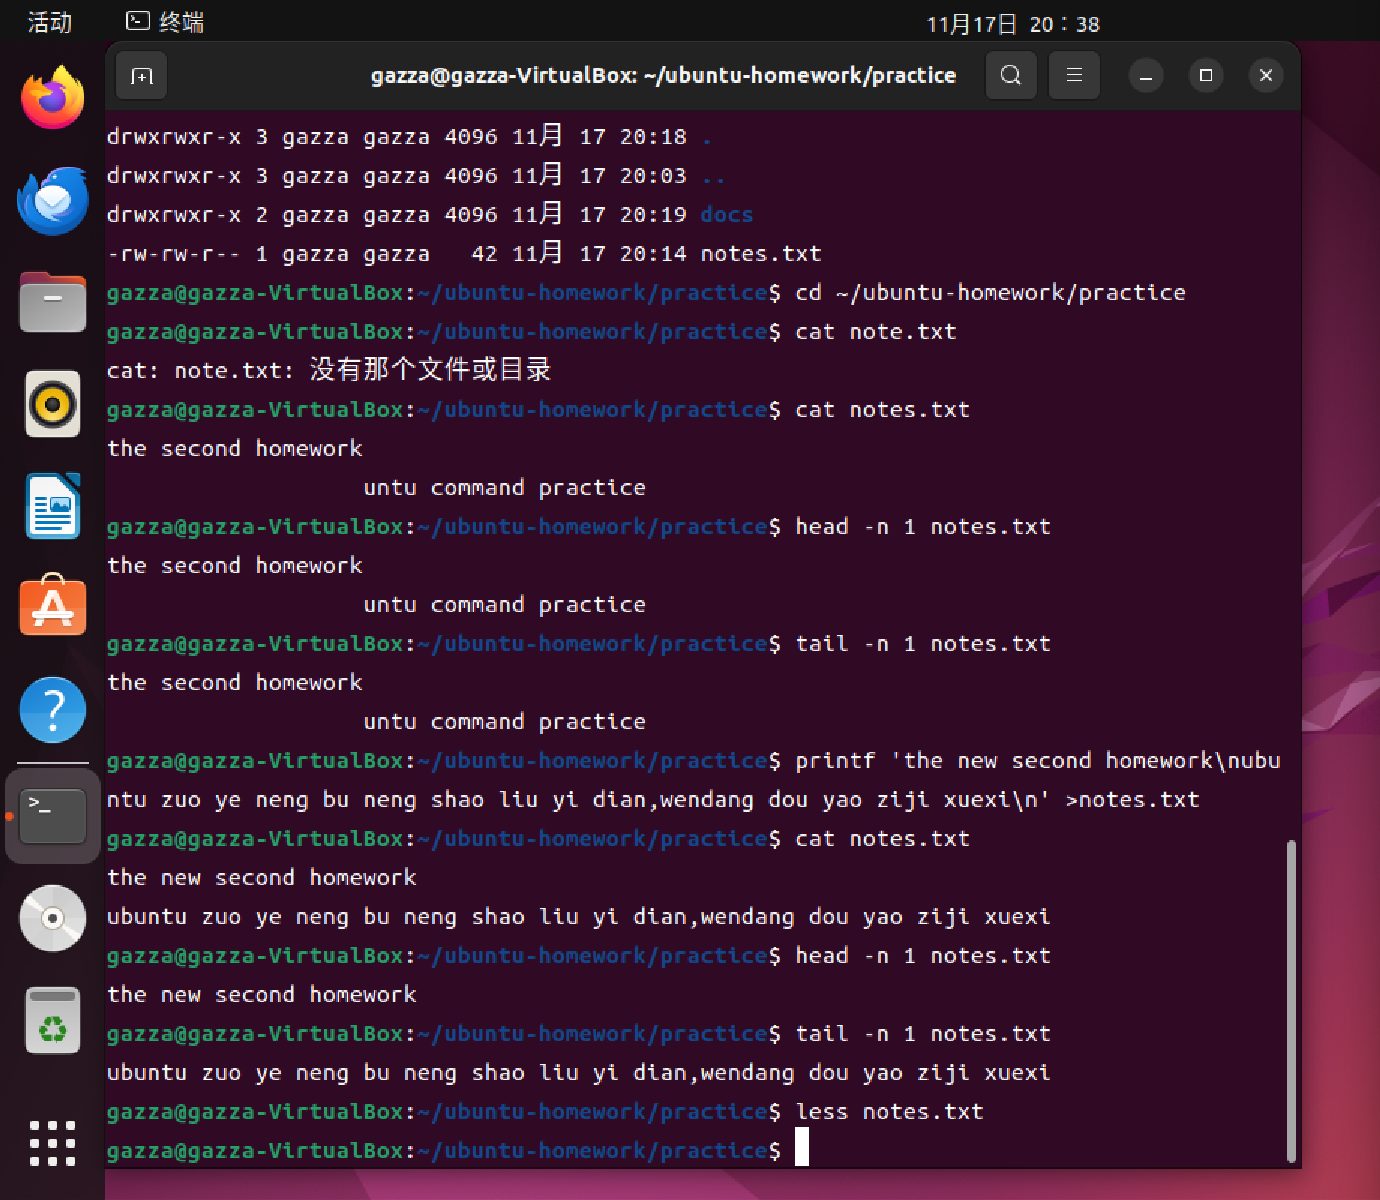 活动 终端 11月17日 20：38
gazza@gazza-VirtualBox: ~/ubuntu-homework/practice
drwxrwxr-x 3 gazza gazza 4096 11月 17 20:18 .
drwxrwxr-x 3 gazza gazza 4096 11月 17 20:03 ..
drwxrwxr-x 2 gazza gazza 4096 11月 17 20:19 docs
-rw-rw-r-- 1 gazza gazza   42 11月 17 20:14 notes.txt
gazza@gazza-VirtualBox:~/ubuntu-homework/practice$ cd ~/ubuntu-homework/practice
gazza@gazza-VirtualBox:~/ubuntu-homework/practice$ cat note.txt
cat: note.txt: 没有那个文件或目录
gazza@gazza-VirtualBox:~/ubuntu-homework/practice$ cat notes.txt
the second homework
                   untu command practice
gazza@gazza-VirtualBox:~/ubuntu-homework/practice$ head -n 1 notes.txt
the second homework
                   untu command practice
gazza@gazza-VirtualBox:~/ubuntu-homework/practice$ tail -n 1 notes.txt
the second homework
                   untu command practice
gazza@gazza-VirtualBox:~/ubuntu-homework/practice$ printf 'the new second homework\nubu
ntu zuo ye neng bu neng shao liu yi dian,wendang dou yao ziji xuexi\n' >notes.txt
gazza@gazza-VirtualBox:~/ubuntu-homework/practice$ cat notes.txt
the new second homework
ubuntu zuo ye neng bu neng shao liu yi dian,wendang dou yao ziji xuexi
gazza@gazza-VirtualBox:~/ubuntu-homework/practice$ head -n 1 notes.txt
the new second homework
gazza@gazza-VirtualBox:~/ubuntu-homework/practice$ tail -n 1 notes.txt
ubuntu zuo ye neng bu neng shao liu yi dian,wendang dou yao ziji xuexi
gazza@gazza-VirtualBox:~/ubuntu-homework/practice$ less notes.txt
gazza@gazza-VirtualBox:~/ubuntu-homework/practice$